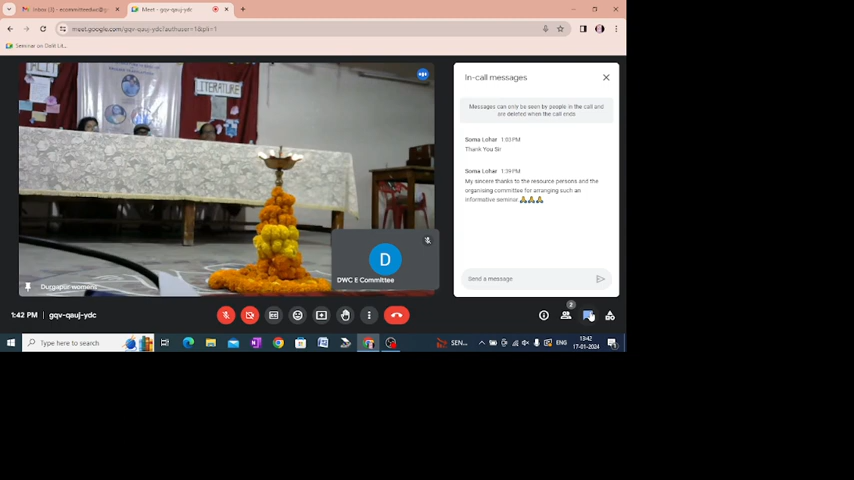 Inbox (3) - ecommitteedwc@g
Meet - gqv-qauj-ydc
meet.google.com/gqv-qauj-ydc?authuser=1&pli=1
Seminar on Dalit Lit...
DALIT
LITERATURE
In-call messages
Messages can only be seen by people in the call and
are deleted when the call ends
Soma Lohar 1:03 PM
Thank You Sir
Soma Lohar 1:39 PM
My sincere thanks to the resource persons and the
organising committee for arranging such an
informative seminar 🙏🙏🙏
D
DWC E Committee
Durgapur womens
Send a message
1:42 PM | gqv-qauj-ydc
2
Type here to search
SEN...
ENG
13:42
17-01-2024